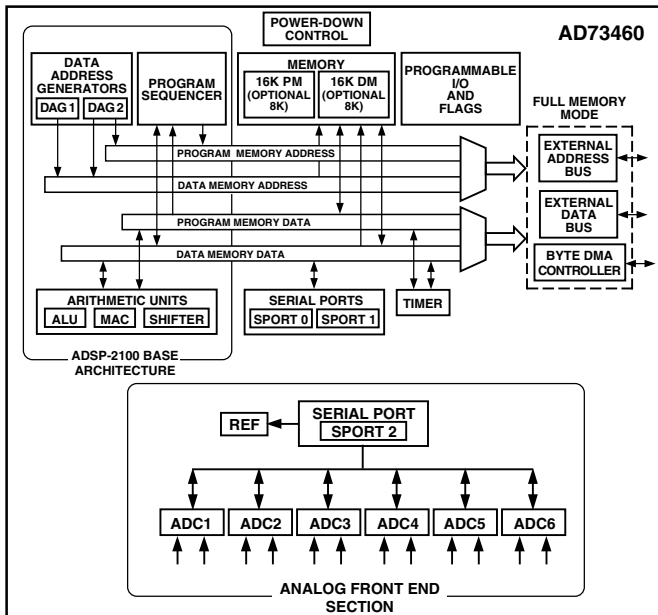 POWER-DOWN
CONTROL
AD73460
DATA
ADDRESS
GENERATORS
DAG 1 DAG 2
PROGRAM
SEQUENCER
MEMORY
16K PM
(OPTIONAL
8K)
16K DM
(OPTIONAL
8K)
PROGRAMMABLE
I/O
AND
FLAGS
FULL MEMORY
MODE
PROGRAM MEMORY ADDRESS
DATA MEMORY ADDRESS
PROGRAM MEMORY DATA
DATA MEMORY DATA
EXTERNAL
ADDRESS
BUS
EXTERNAL
DATA
BUS
BYTE DMA
CONTROLLER
ARITHMETIC UNITS
ALU MAC SHIFTER
SERIAL PORTS
SPORT 0 SPORT 1
TIMER
ADSP-2100 BASE
ARCHITECTURE
REF
SERIAL PORT
SPORT 2
ADC1 ADC2 ADC3 ADC4 ADC5 ADC6
ANALOG FRONT END
SECTION